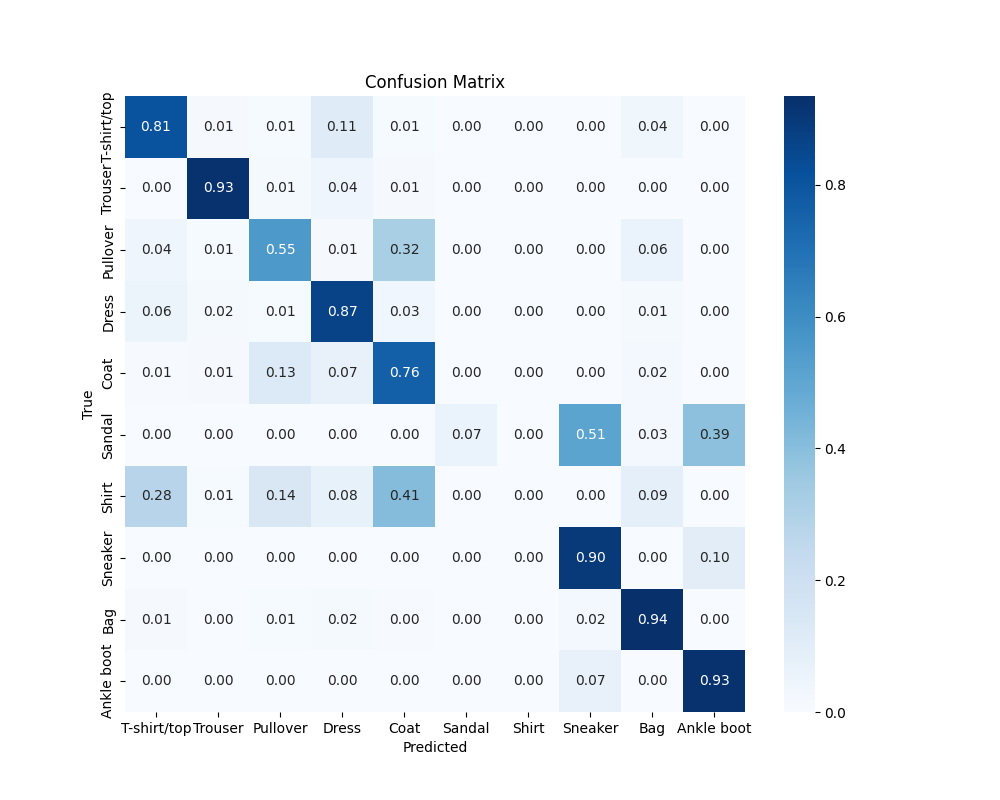 Confusion Matrix
T-shirt/top 0.81 0.01 0.01 0.11 0.01 0.00 0.00 0.00 0.04 0.00
Trouser 0.00 0.93 0.01 0.04 0.01 0.00 0.00 0.00 0.00 0.00
Pullover 0.04 0.01 0.55 0.01 0.32 0.00 0.00 0.00 0.06 0.00
Dress 0.06 0.02 0.01 0.87 0.03 0.00 0.00 0.00 0.01 0.00
Coat 0.01 0.01 0.13 0.07 0.76 0.00 0.00 0.00 0.02 0.00
Sandal 0.00 0.00 0.00 0.00 0.00 0.07 0.00 0.51 0.03 0.39
Shirt 0.28 0.01 0.14 0.08 0.41 0.00 0.00 0.00 0.09 0.00
Sneaker 0.00 0.00 0.00 0.00 0.00 0.00 0.00 0.90 0.00 0.10
Bag 0.01 0.00 0.01 0.02 0.00 0.00 0.00 0.02 0.94 0.00
Ankle boot 0.00 0.00 0.00 0.00 0.00 0.00 0.00 0.07 0.00 0.93
T-shirt/top Trouser Pullover Dress Coat Sandal Shirt Sneaker Bag Ankle boot
Predicted
True
0.8
0.6
0.4
0.2
0.0